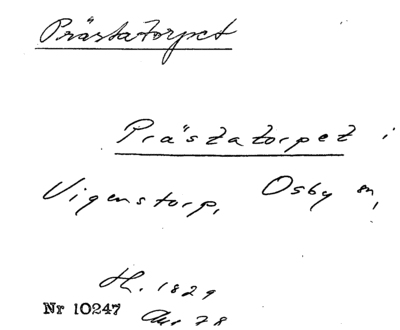 Prästatorpet
Prästatorpet i
Vigenstorp, Osby sn,
H. 1829
Nr 10247